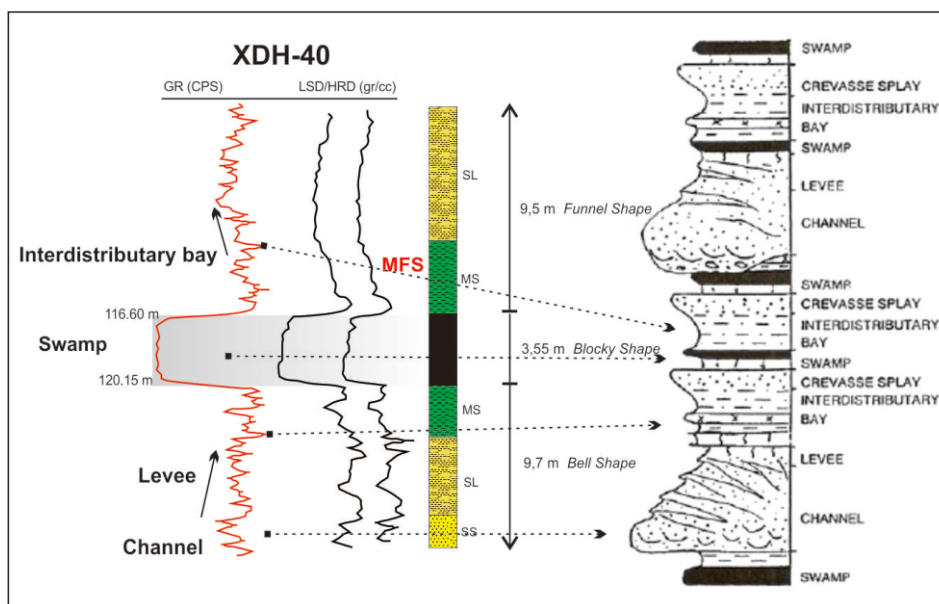 XDH-40
GR (CPS)
LSD/HRD (gr/cc)
SL
9,5 m Funnel Shape
Interdistributary bay
MFS
MS
116.60 m
Swamp
3,55 m Blocky Shape
120.15 m
MS
Levee
9,7 m Bell Shape
SL
Channel
SS
SWAMP
CREVASSE SPLAY
INTERDISTRIBUTARY
BAY
SWAMP
LEVEE
CHANNEL
SWAMP
CREVASSE SPLAY
INTERDISTRIBUTARY
BAY
SWAMP
CREVASSE SPLAY
INTERDISTRIBUTARY
BAY
LEVEE
CHANNEL
SWAMP